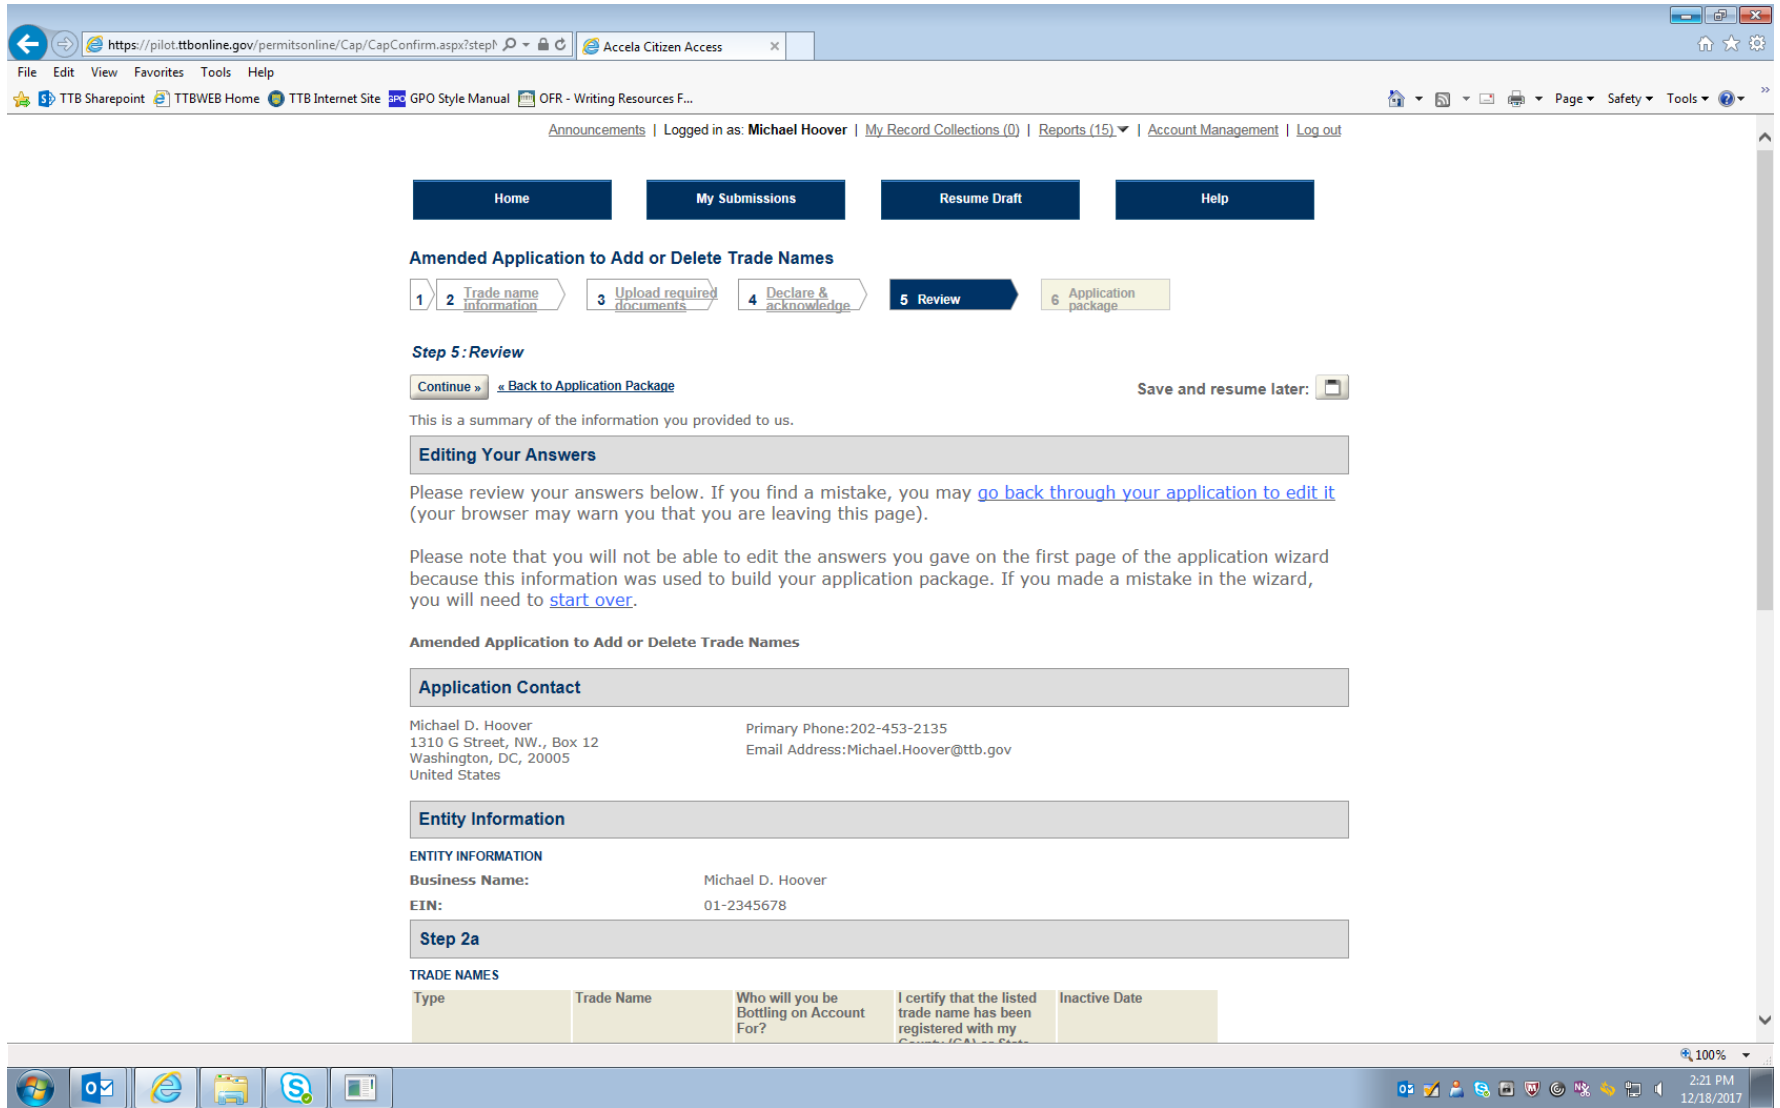 https://pilot.ttbonline.gov/permitsonline/Cap/CapConfirm.aspx?stepN
Accela Citizen Access
File Edit View Favorites Tools Help
TTB Sharepoint TTBWEB Home TTB Internet Site GPO GPO Style Manual OFR - Writing Resources F...
Page Safety Tools
Announcements | Logged in as: Michael Hoover | My Record Collections (0) | Reports (15) | Account Management | Log out
Home My Submissions Resume Draft Help
Amended Application to Add or Delete Trade Names
1 2 Trade name information 3 Upload required documents 4 Declare & acknowledge 5 Review 6 Application package
Step 5: Review
Continue » « Back to Application Package Save and resume later:
This is a summary of the information you provided to us.
Editing Your Answers
Please review your answers below. If you find a mistake, you may go back through your application to edit it
(your browser may warn you that you are leaving this page).
Please note that you will not be able to edit the answers you gave on the first page of the application wizard
because this information was used to build your application package. If you made a mistake in the wizard,
you will need to start over.
Amended Application to Add or Delete Trade Names
Application Contact
Michael D. Hoover
1310 G Street, NW., Box 12
Washington, DC, 20005
United States
Primary Phone:202-453-2135
Email Address:Michael.Hoover@ttb.gov
Entity Information
ENTITY INFORMATION
Business Name: Michael D. Hoover
EIN: 01-2345678
Step 2a
TRADE NAMES
Type
Trade Name
Who will you be
Bottling on Account
For?
I certify that the listed
trade name has been
registered with my
County (CA) or State
Inactive Date
100%
2:21 PM
12/18/2017